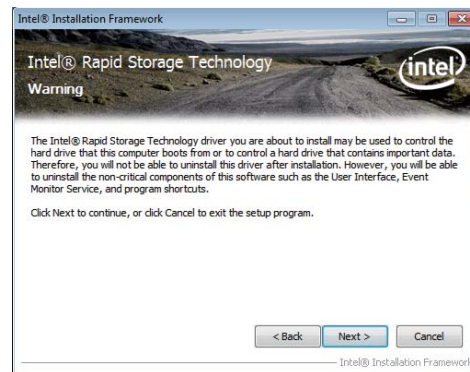 Intel® Installation Framework
Intel® Rapid Storage Technology
Warning
intel
The Intel® Rapid Storage Technology driver you are about to install may be used to control the
hard drive that this computer boots from or to control a hard drive that contains important data.
Therefore, you will not be able to uninstall this driver after installation. However, you will be able
to uninstall the non-critical components of this software such as the User Interface, Event
Monitor Service, and program shortcuts.
Click Next to continue, or click Cancel to exit the setup program.
< Back Next > Cancel
Intel® Installation Framework